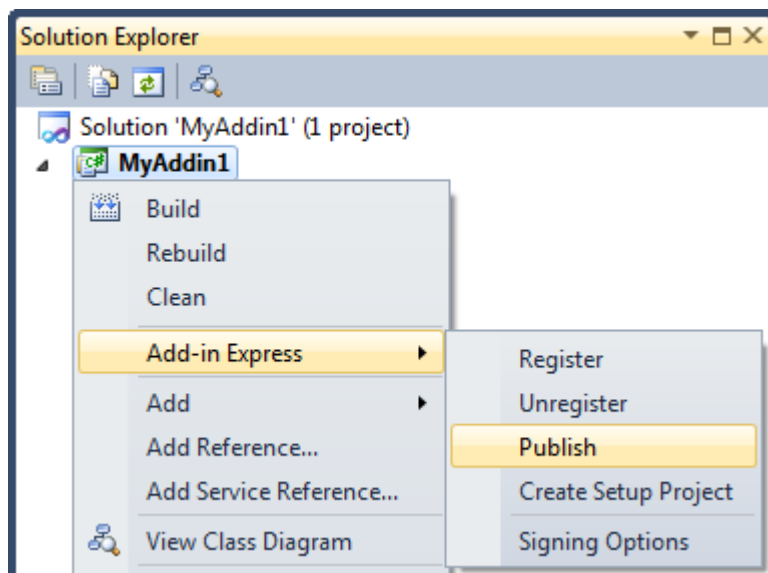 Solution Explorer
Solution 'MyAddin1' (1 project)
C#
MyAddin1
Build
Rebuild
Clean
Add-in Express
Add
Add Reference...
Add Service Reference...
View Class Diagram
Register
Unregister
Publish
Create Setup Project
Signing Options